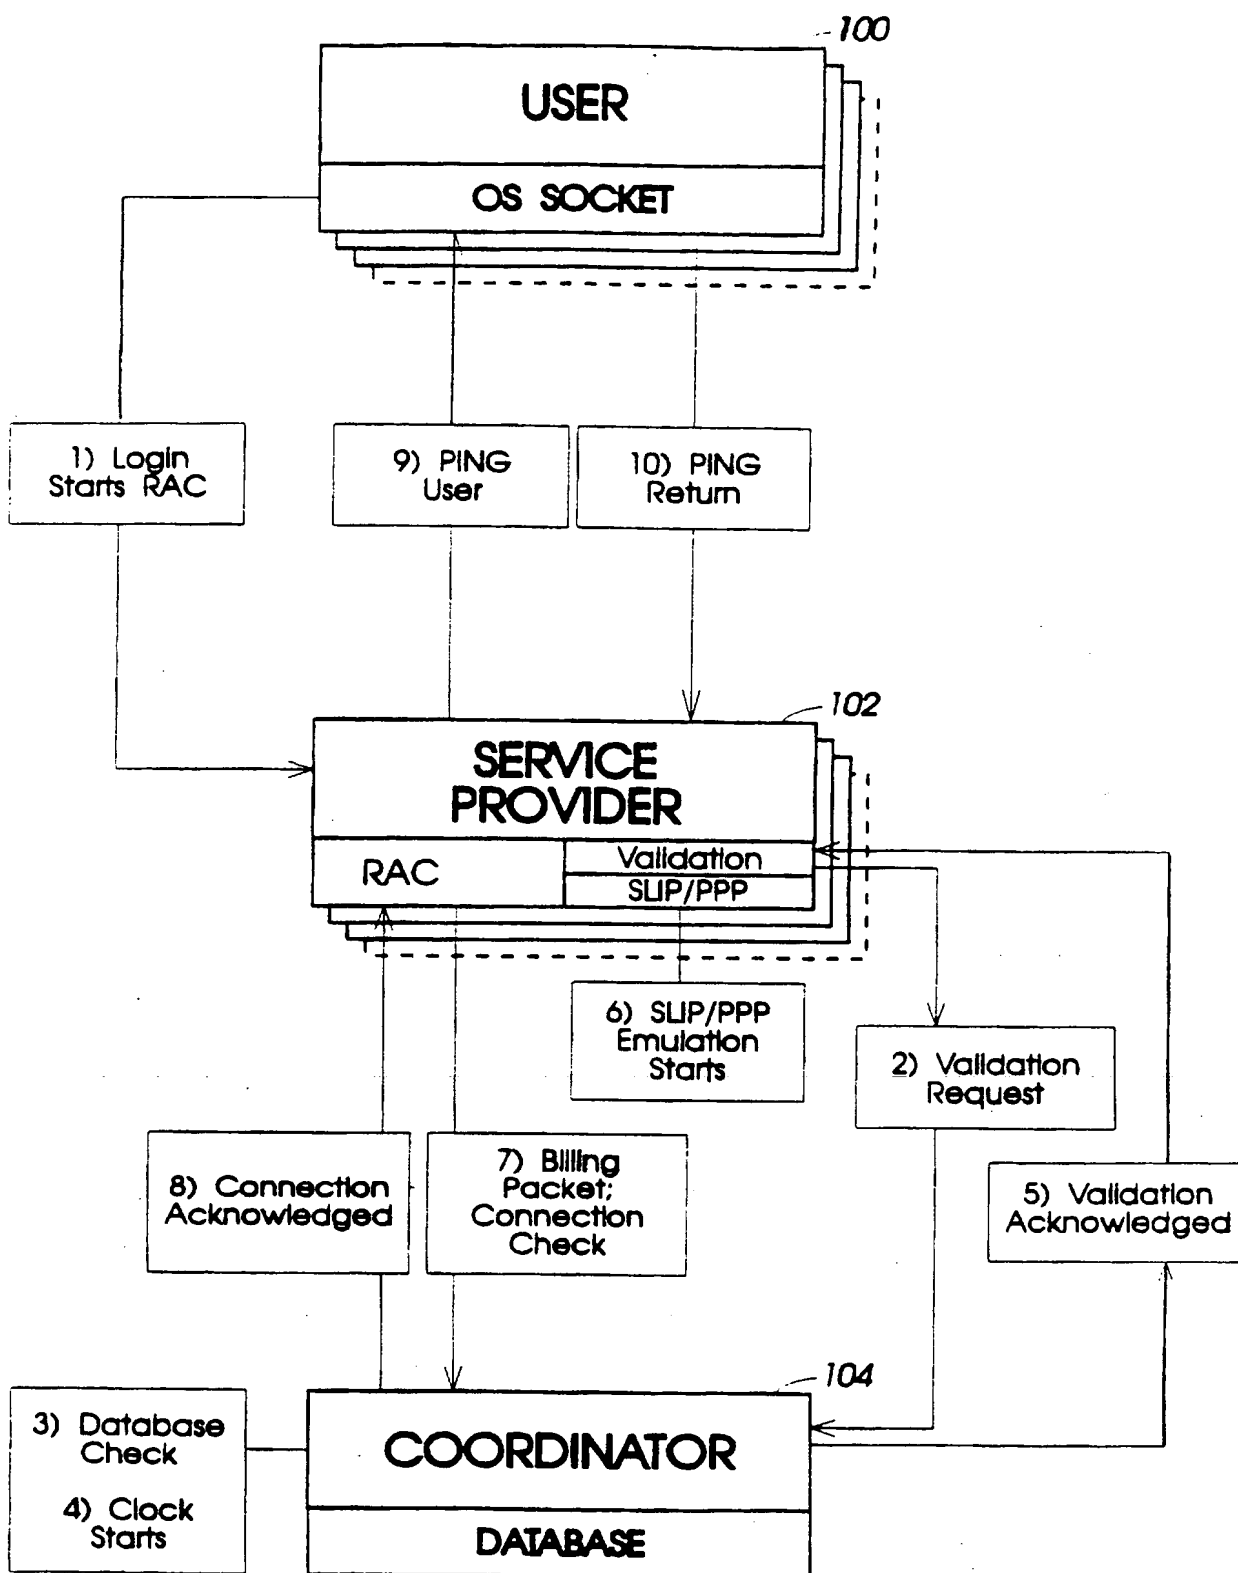 100
USER
OS SOCKET
1) Login
Starts RAC
9) PING
User
10) PING
Return
102
SERVICE
PROVIDER
RAC
Validation
SLIP/PPP
6) SLIP/PPP
Emulation
Starts
2) Validation
Request
8) Connection
Acknowledged
7) Billing
Packet;
Connection
Check
5) Validation
Acknowledged
104
3) Database
Check
4) Clock
Starts
COORDINATOR
DATABASE